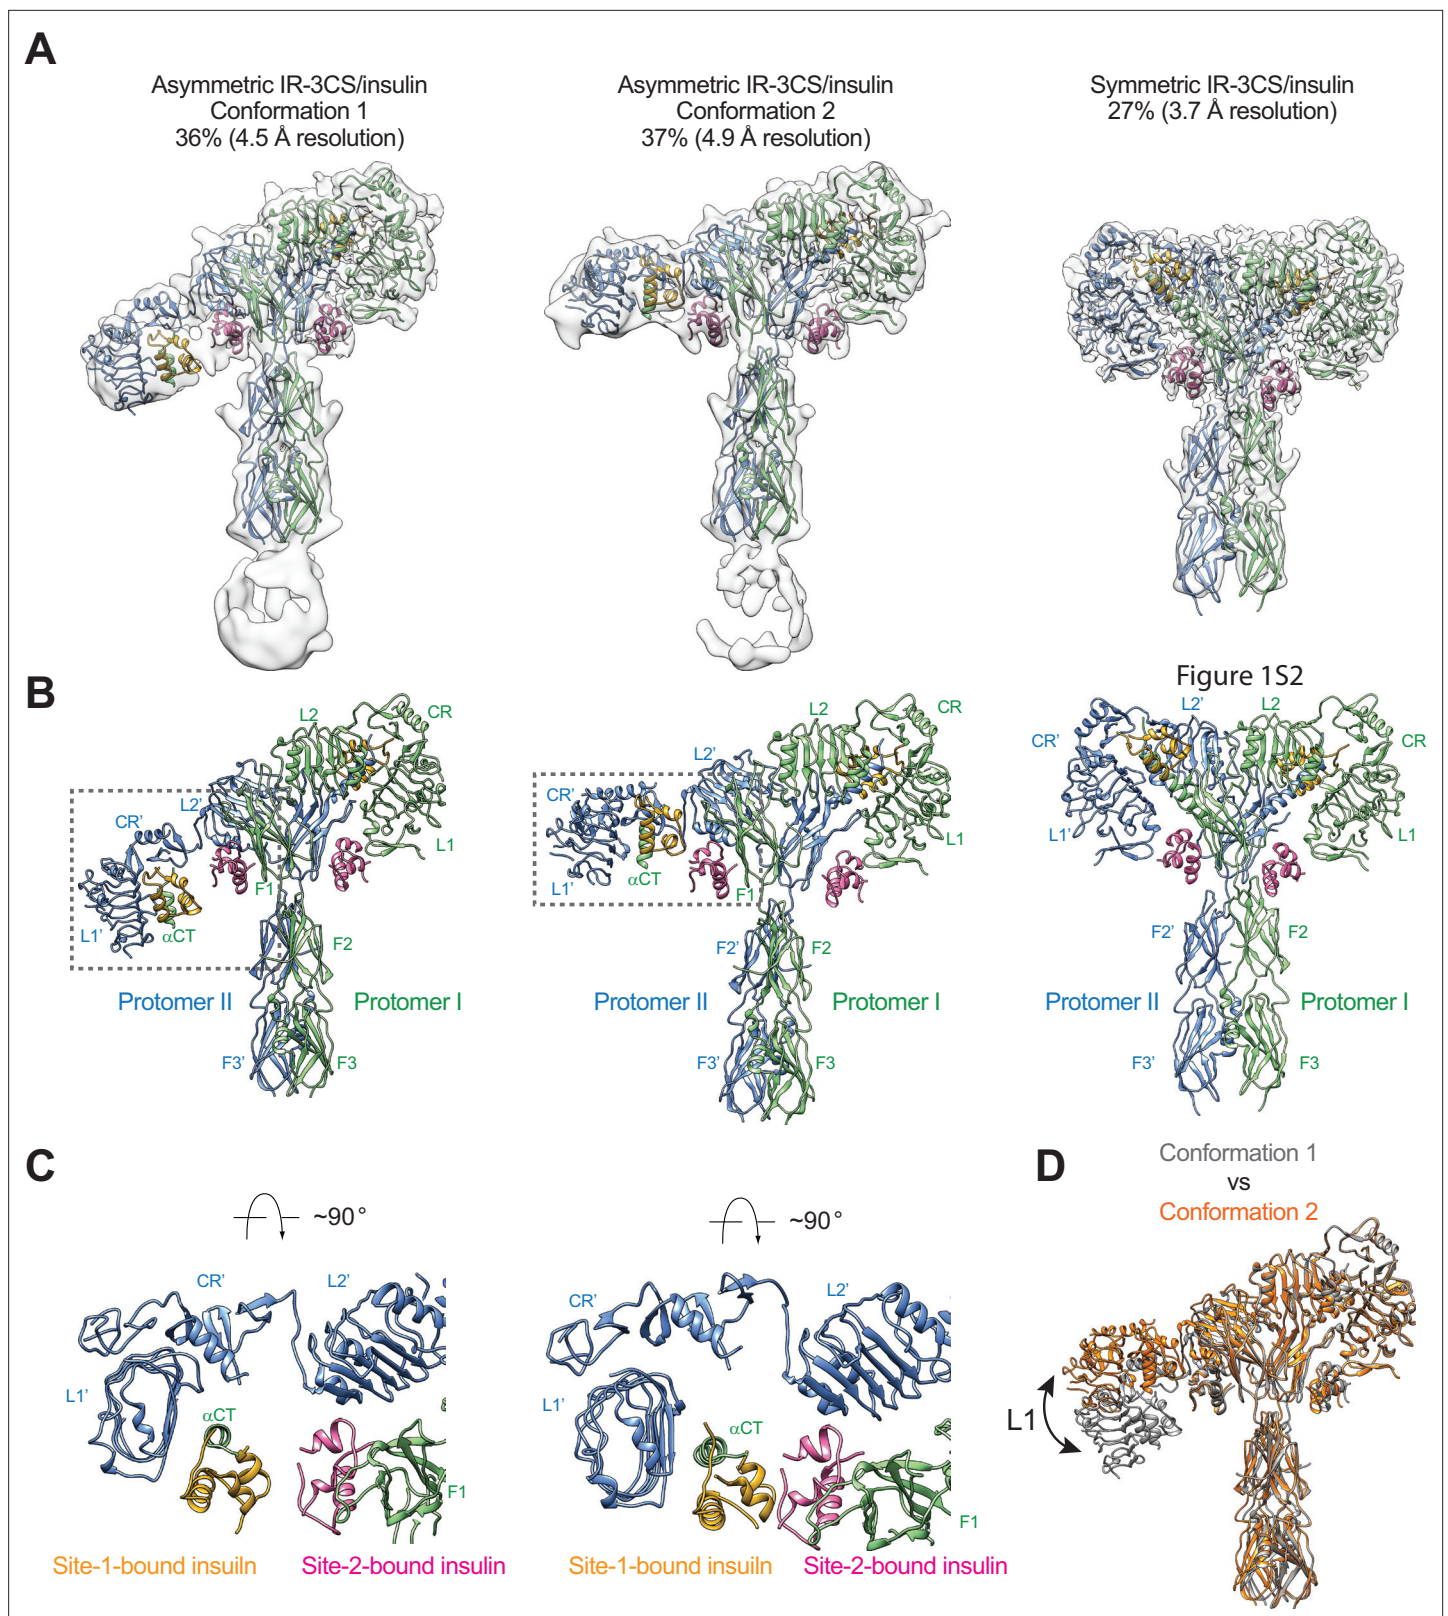 A
Asymmetric IR-3CS/insulin
Conformation 1
36% (4.5 Å resolution)
Asymmetric IR-3CS/insulin
Conformation 2
37% (4.9 Å resolution)
Symmetric IR-3CS/insulin
27% (3.7 Å resolution)
B
L2
CR
L2'
CR'
L1
F1
L1'
αCT
F2
Protomer II
Protomer I
F3'
F3
L2
CR
L2'
CR'
L1
L1'
αCT
F1
F2'
F2
Protomer II
Protomer I
F3'
F3
Figure 1S2
L2'
L2
CR'
CR
L1'
L1
F2'
F2
Protomer II
Protomer I
F3'
F3
C
~90°
CR'
L2'
L1'
αCT
F1
Site-1-bound insuiln
Site-2-bound insulin
~90°
CR'
L2'
L1'
αCT
F1
Site-1-bound insuiln
Site-2-bound insulin
D
Conformation 1
vs
Conformation 2
L1